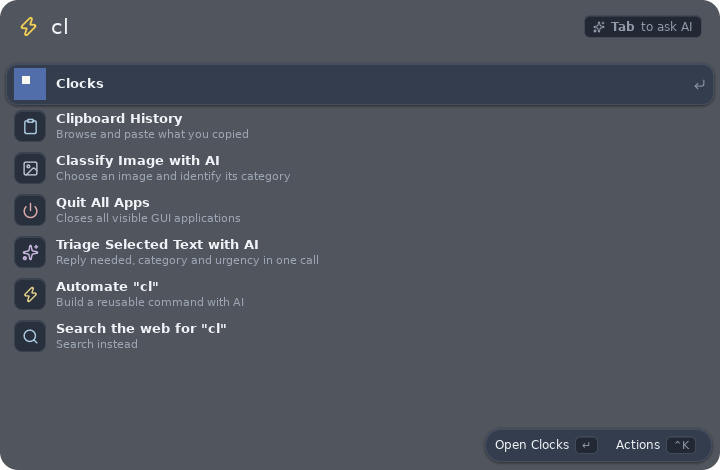 cl
Tab to ask AI
Clocks
Clipboard History
Browse and paste what you copied
Classify Image with AI
Choose an image and identify its category
Quit All Apps
Closes all visible GUI applications
Triage Selected Text with AI
Reply needed, category and urgency in one call
Automate "cl"
Build a reusable command with AI
Search the web for "cl"
Search instead
Open Clocks ↵ Actions ^K